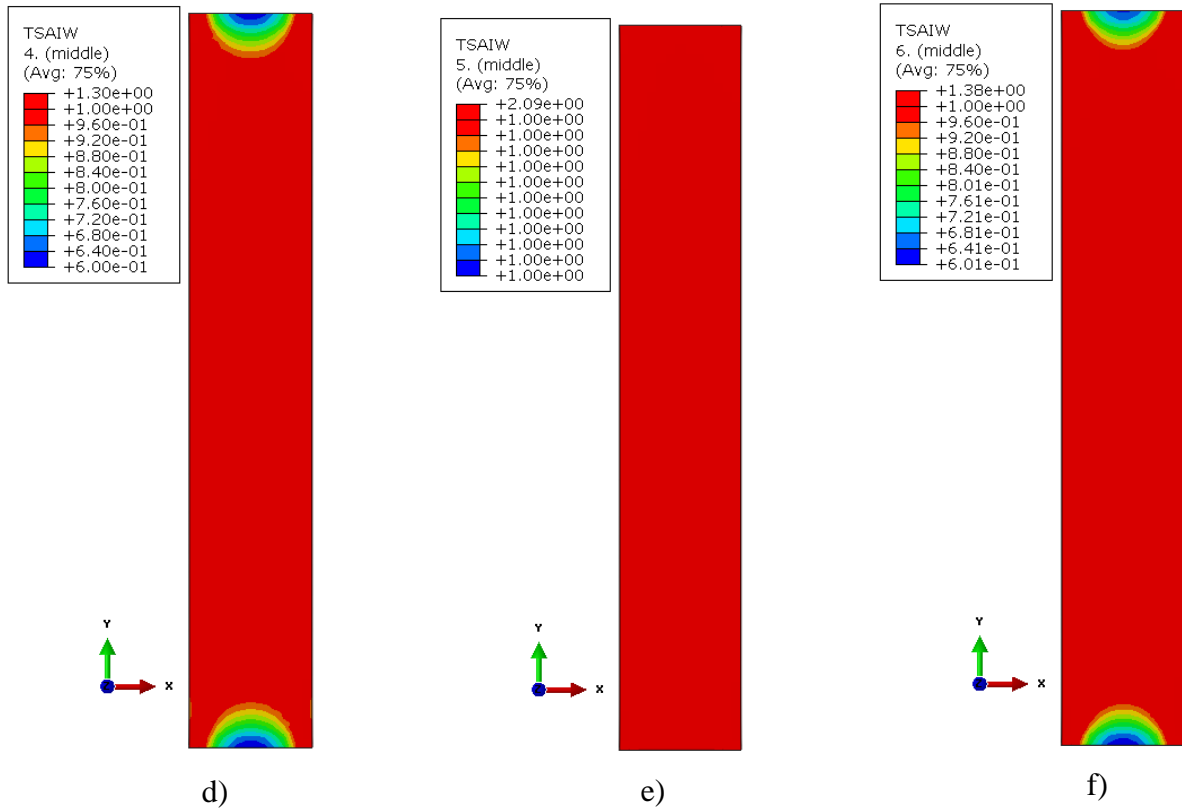 TSAIW
4. (middle)
(Avg: 75%)
+1.30e+00
+1.00e+00
+9.60e-01
+9.20e-01
+8.80e-01
+8.40e-01
+8.00e-01
+7.60e-01
+7.20e-01
+6.80e-01
+6.40e-01
+6.00e-01
Y
Z
X
d)
TSAIW
5. (middle)
(Avg: 75%)
+2.09e+00
+1.00e+00
+1.00e+00
+1.00e+00
+1.00e+00
+1.00e+00
+1.00e+00
+1.00e+00
+1.00e+00
+1.00e+00
+1.00e+00
+1.00e+00
Y
Z
X
e)
TSAIW
6. (middle)
(Avg: 75%)
+1.38e+00
+1.00e+00
+9.60e-01
+9.20e-01
+8.80e-01
+8.40e-01
+8.01e-01
+7.61e-01
+7.21e-01
+6.81e-01
+6.41e-01
+6.01e-01
Y
Z
X
f)